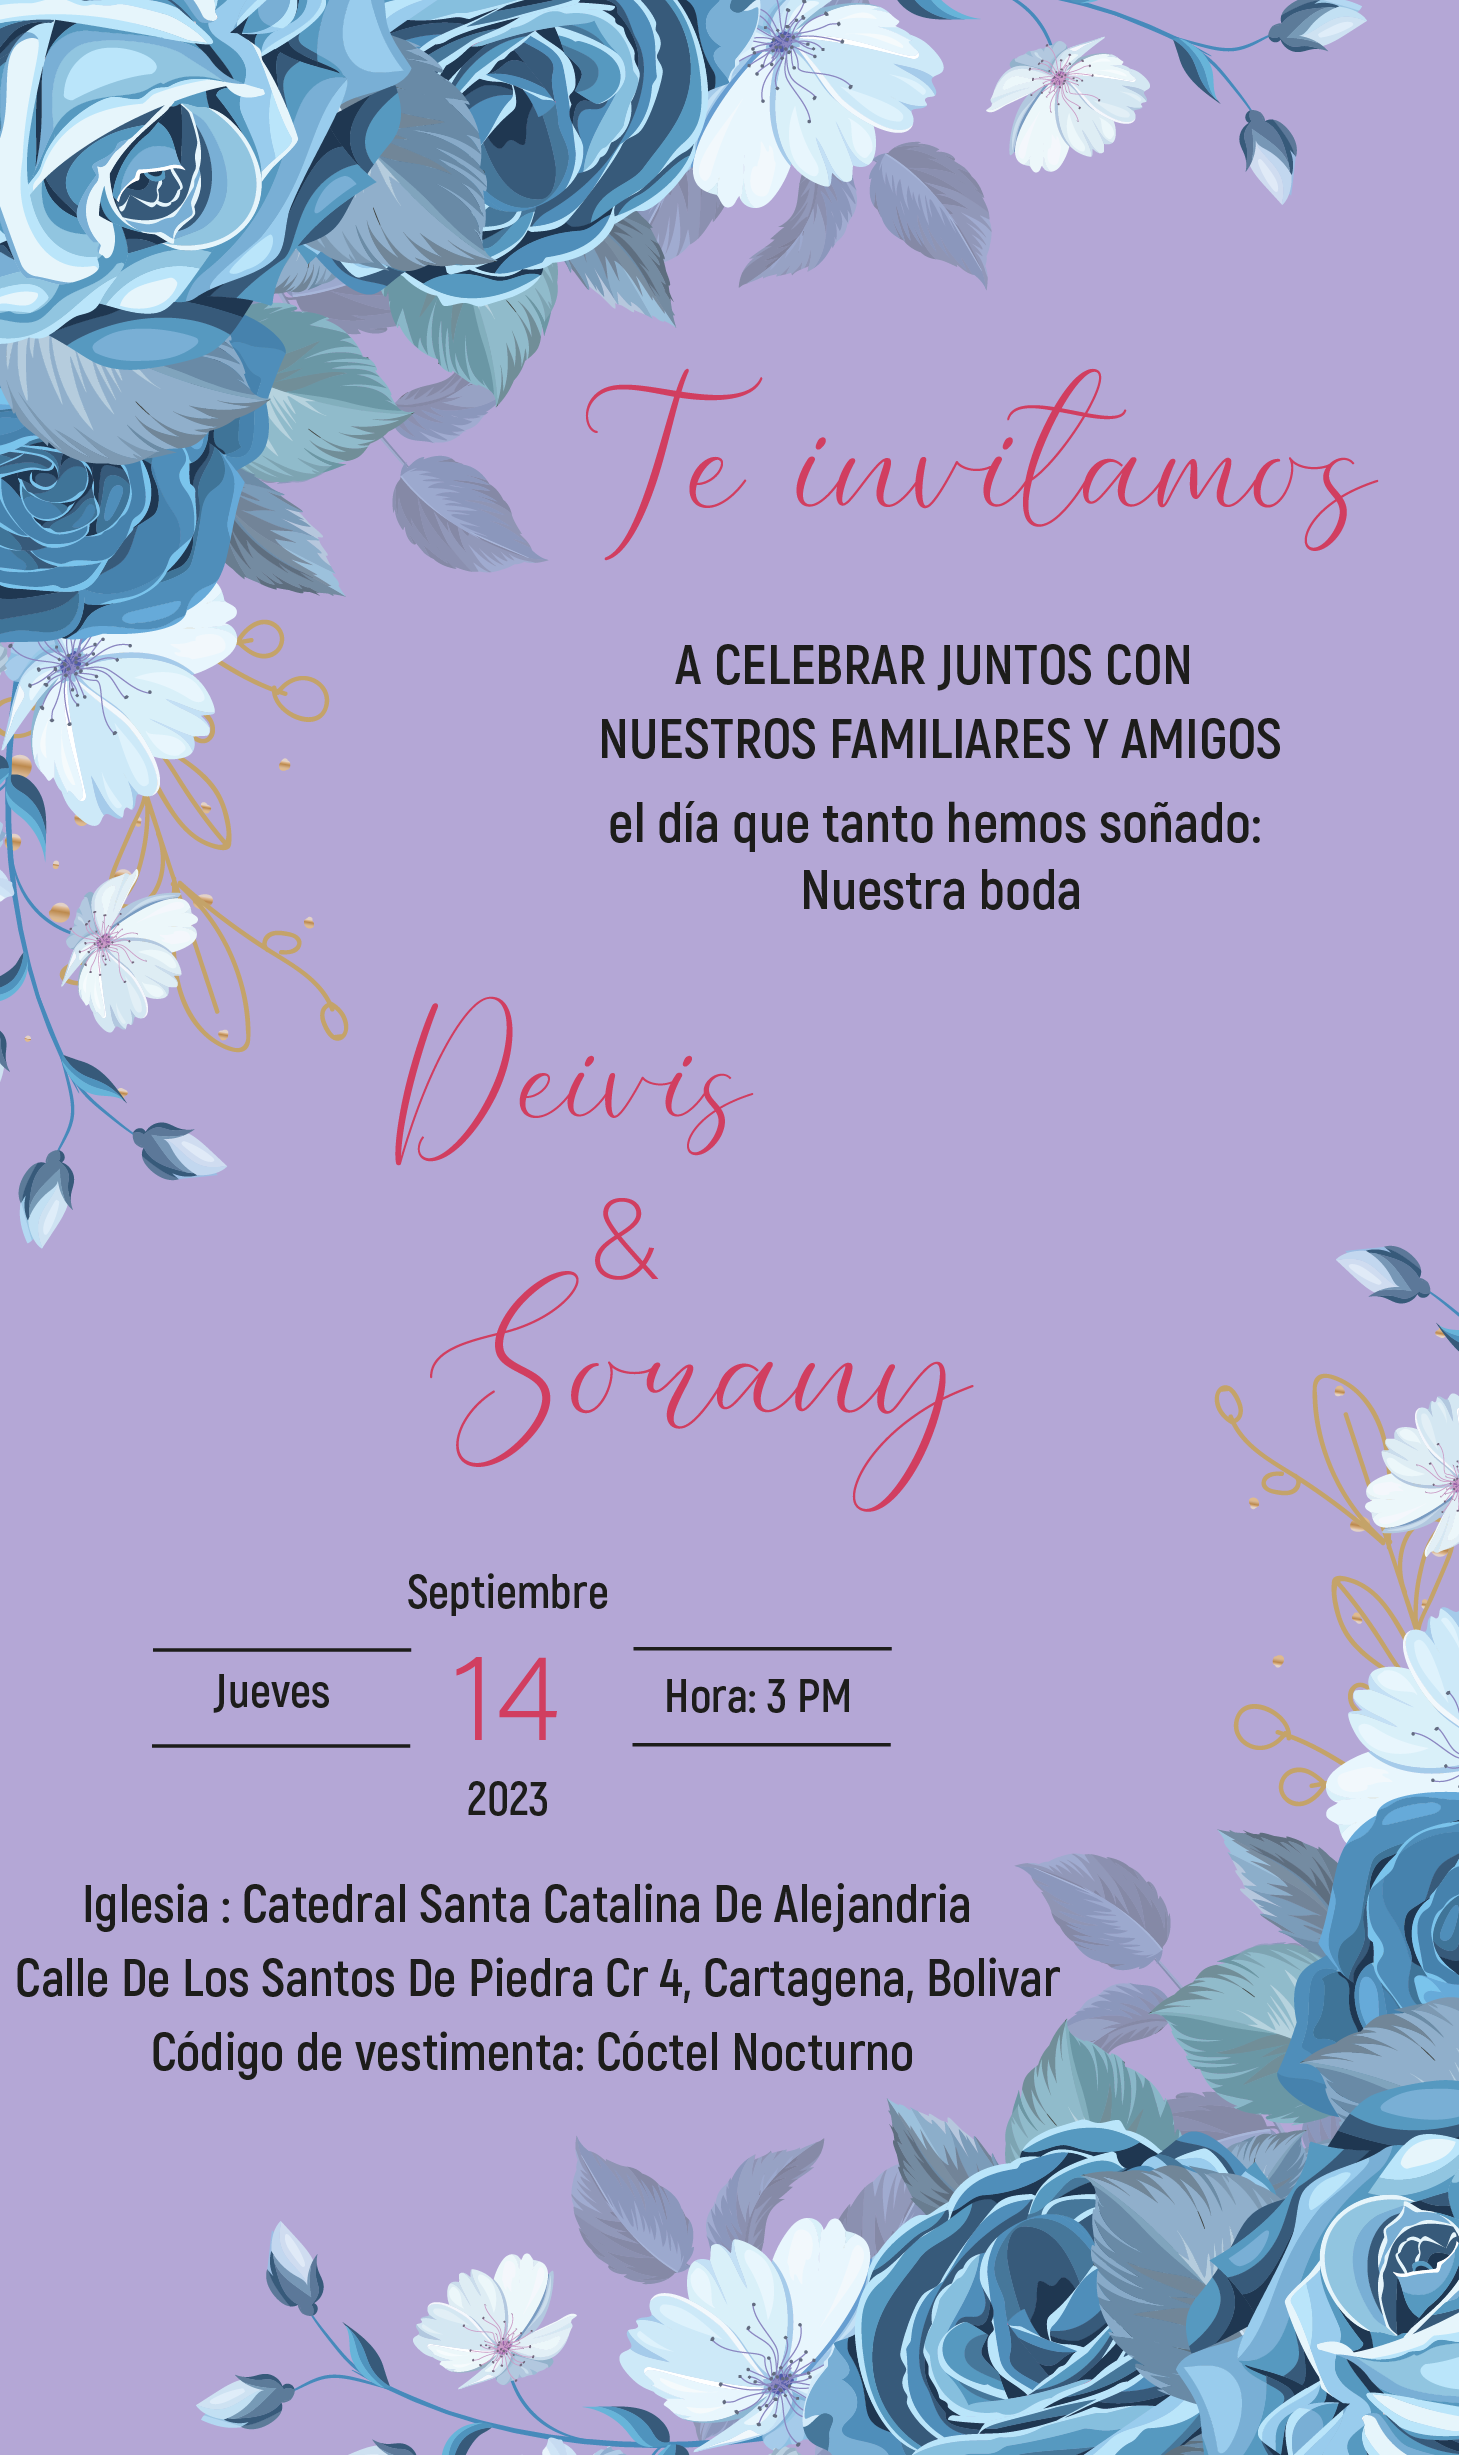 Te invitamos
A CELEBRAR JUNTOS CON
NUESTROS FAMILIARES Y AMIGOS
el día que tanto hemos soñado:
Nuestra boda
Deivis
&
Sorany
Septiembre
Jueves
14
Hora: 3 PM
2023
Iglesia : Catedral Santa Catalina De Alejandria
Calle De Los Santos De Piedra Cr 4, Cartagena, Bolivar
Código de vestimenta: Cóctel Nocturno